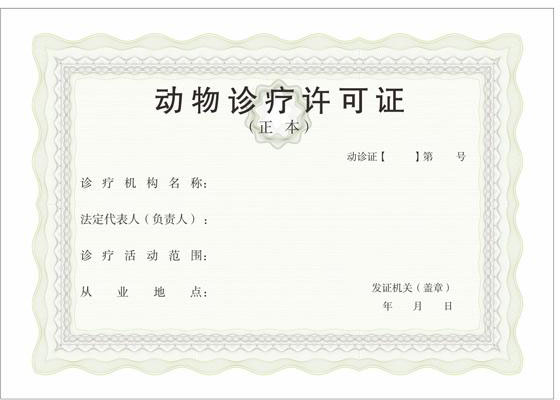 动物诊疗许可证
（正 本）
动诊证【 】第 号
诊疗机构名称：
法定代表人（负责人）：
诊疗活动范围：
从业地点：
发证机关（盖章）
年 月 日